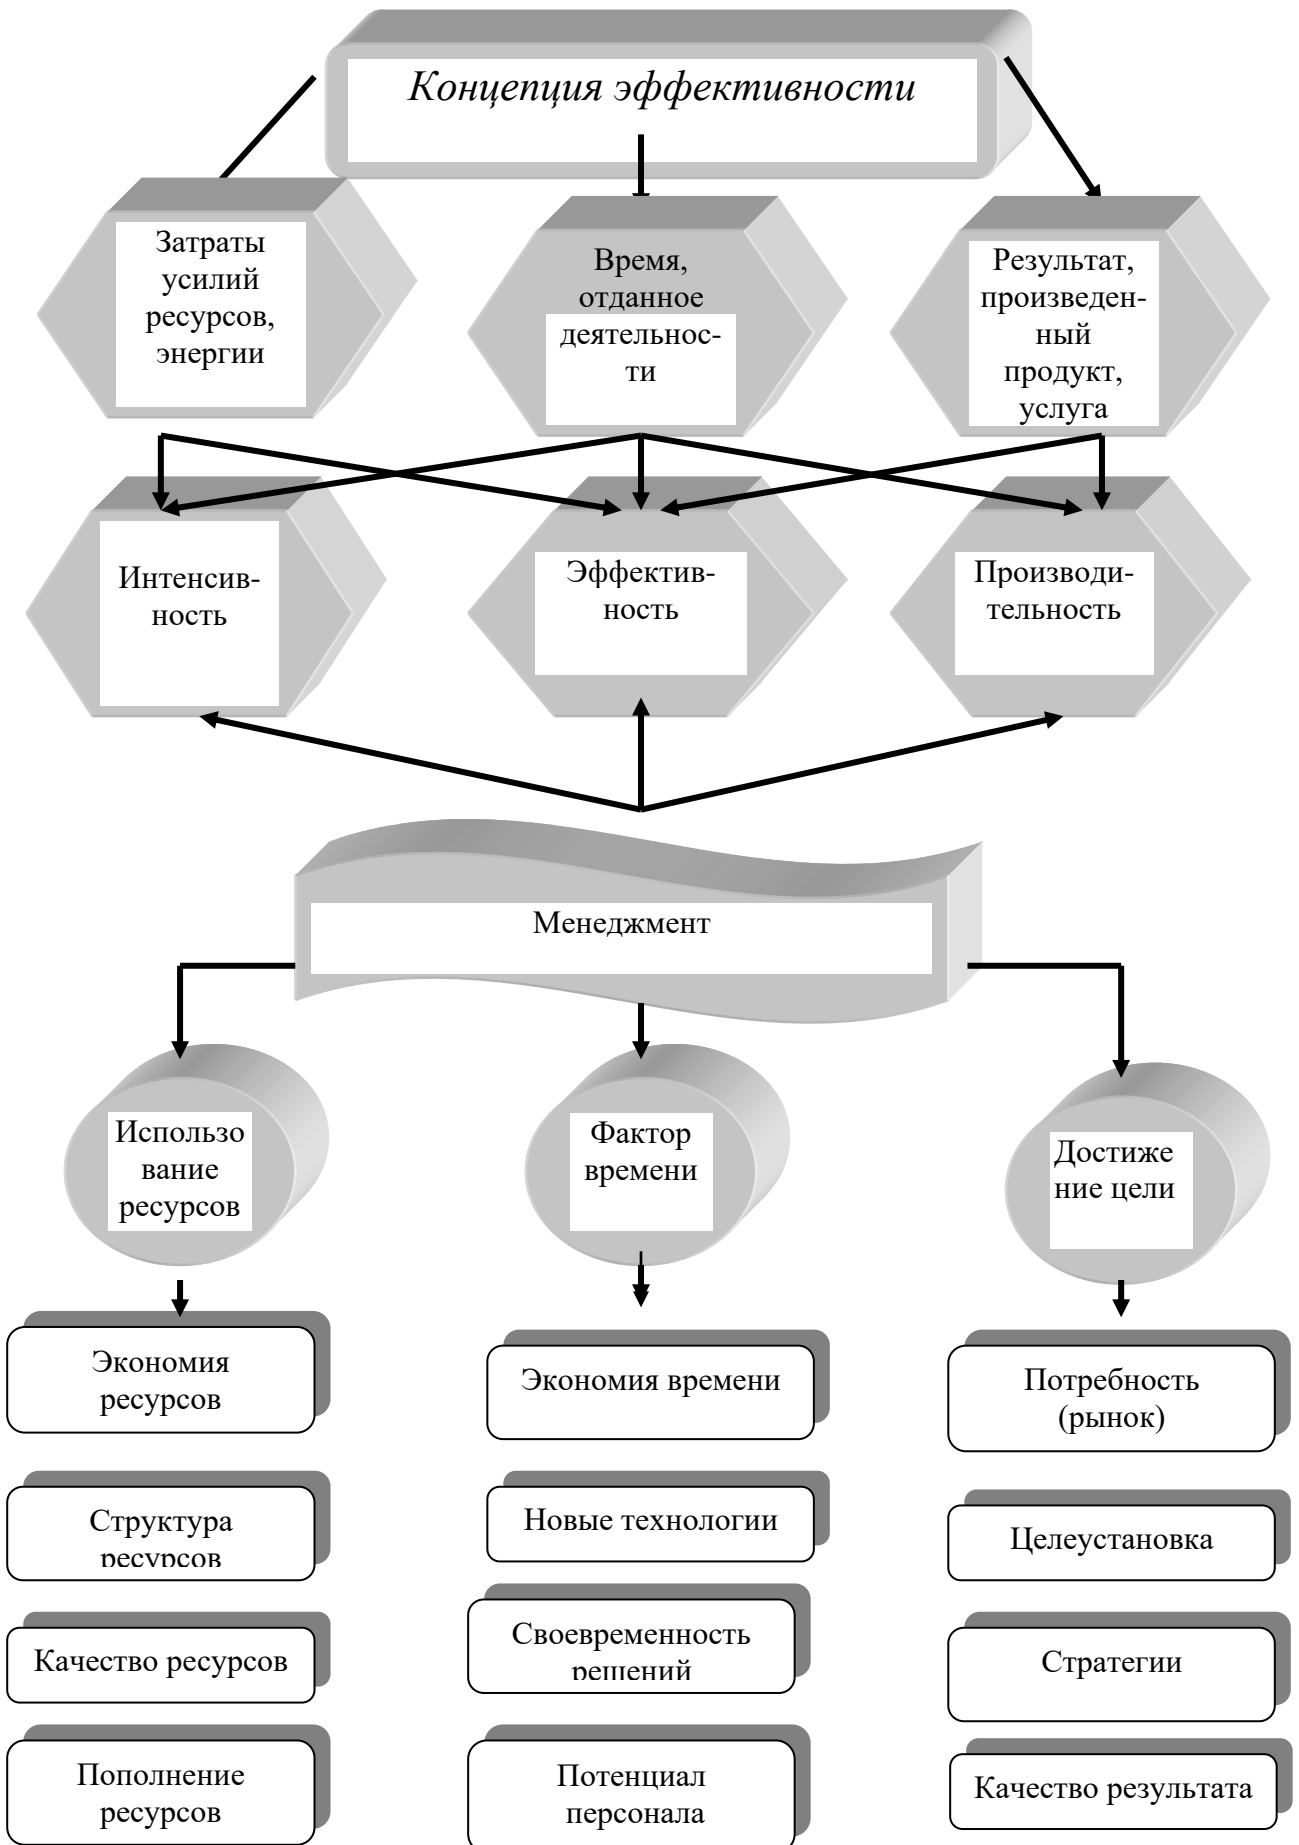 Концепция эффективности
Затраты
усилий
ресурсов,
энергии
Время,
отданное
деятельнос-
ти
Результат,
произведен-
ный
продукт,
услуга
Интенсив-
ность
Эффектив-
ность
Производи-
тельность
Менеджмент
Использо
вание
ресурсов
Фактор
времени
Достиже
ние цели
Экономия
ресурсов
Экономия времени
Потребность
(рынок)
Структура
ресурсов
Новые технологии
Целеустановка
Качество ресурсов
Своевременность
решений
Стратегии
Пополнение
ресурсов
Потенциал
персонала
Качество результата